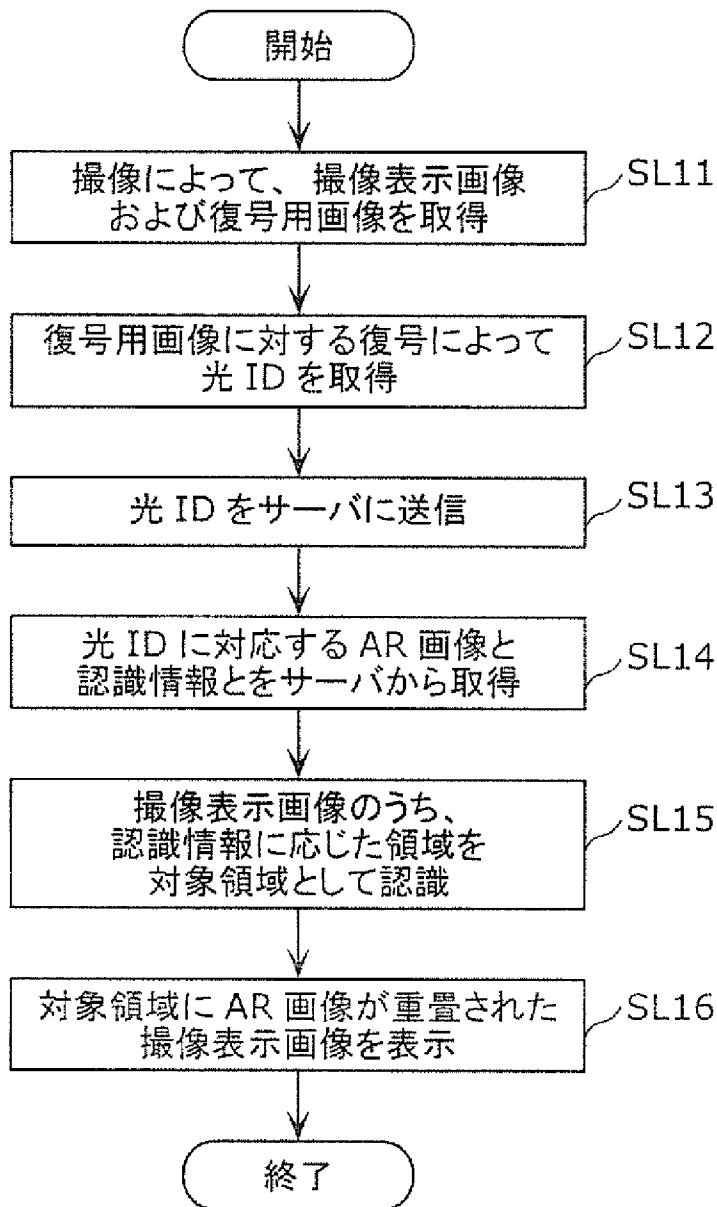 開始
撮像によって、撮像表示画像
および復号用画像を取得
SL11
復号用画像に対する復号によって
光 ID を取得
SL12
光 ID をサーバに送信
SL13
光 ID に対応する AR 画像と
認識情報とをサーバから取得
SL14
撮像表示画像のうち、
認識情報に応じた領域を
対象領域として認識
SL15
対象領域に AR 画像が重畳された
撮像表示画像を表示
SL16
終了